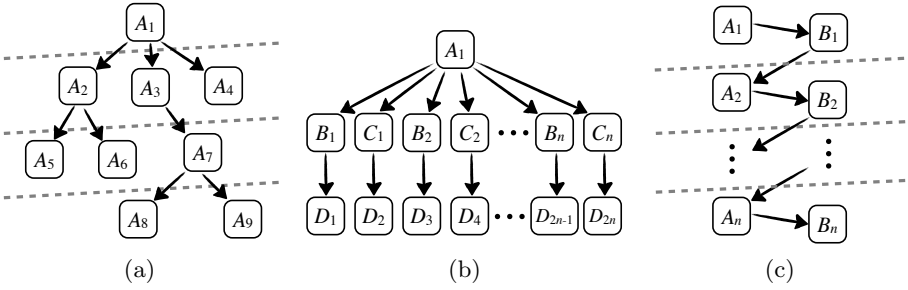 A₁
A₂ A₃ A₄
A₅ A₆ A₇
A₈ A₉
(a)
A₁
B₁ C₁ B₂ C₂ ••• Bₙ Cₙ
D₁ D₂ D₃ D₄ ••• D₂ₙ₋₁ D₂ₙ
(b)
A₁ B₁
A₂ B₂
Aₙ Bₙ
(c)